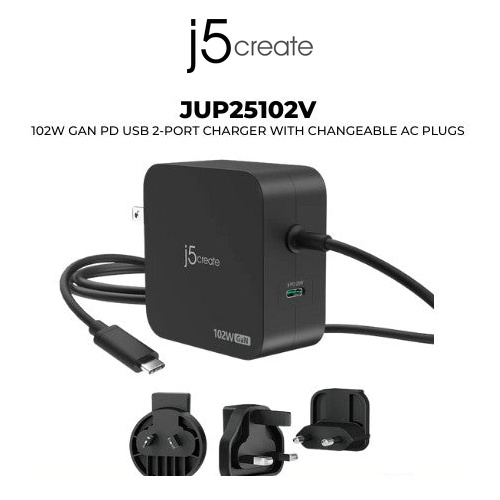 j5create
JUP25102V
102W GAN PD USB 2-PORT CHARGER WITH CHANGEABLE AC PLUGS
j5create
102W GaN